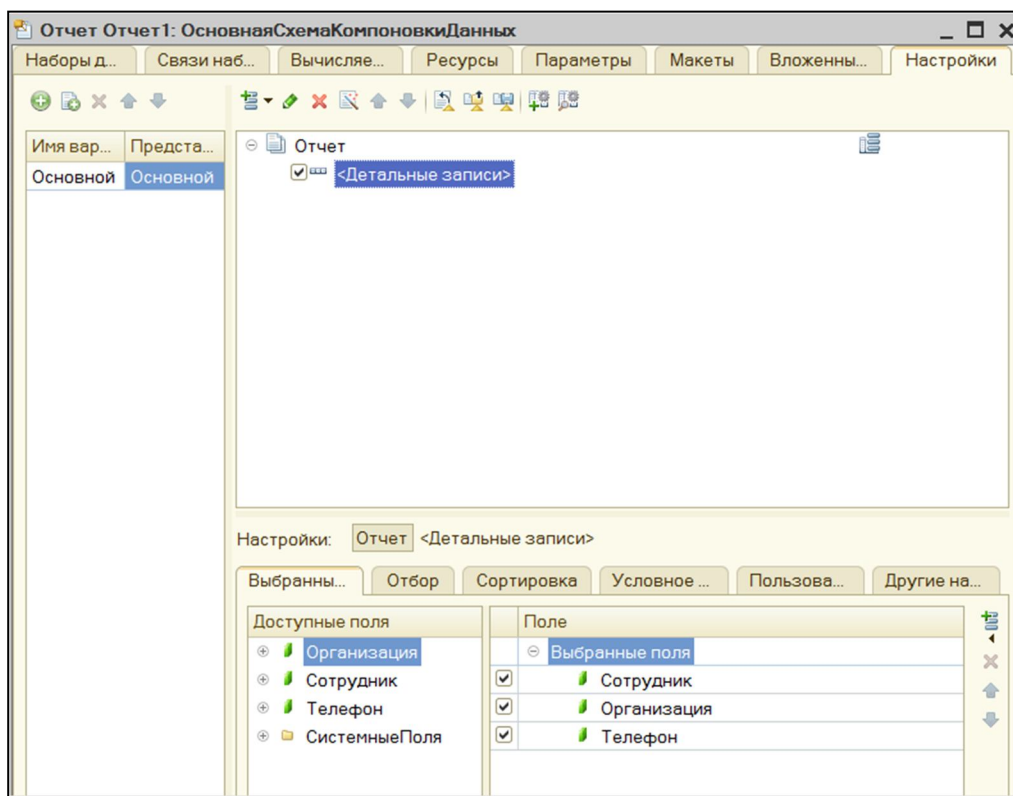 Отчет Отчет1: ОсновнаяСхемаКомпоновкиДанных
Наборы д... Связи наб... Вычисляе... Ресурсы Параметры Макеты Вложенны... Настройки
Имя вар... Предста...
Основной Основной
Отчет
<Детальные записи>
Настройки: Отчет <Детальные записи>
Выбранны... Отбор Сортировка Условное ... Пользова... Другие на...
Доступные поля Поле
Организация Выбранные поля
Сотрудник Сотрудник
Телефон Организация
СистемныеПоля Телефон